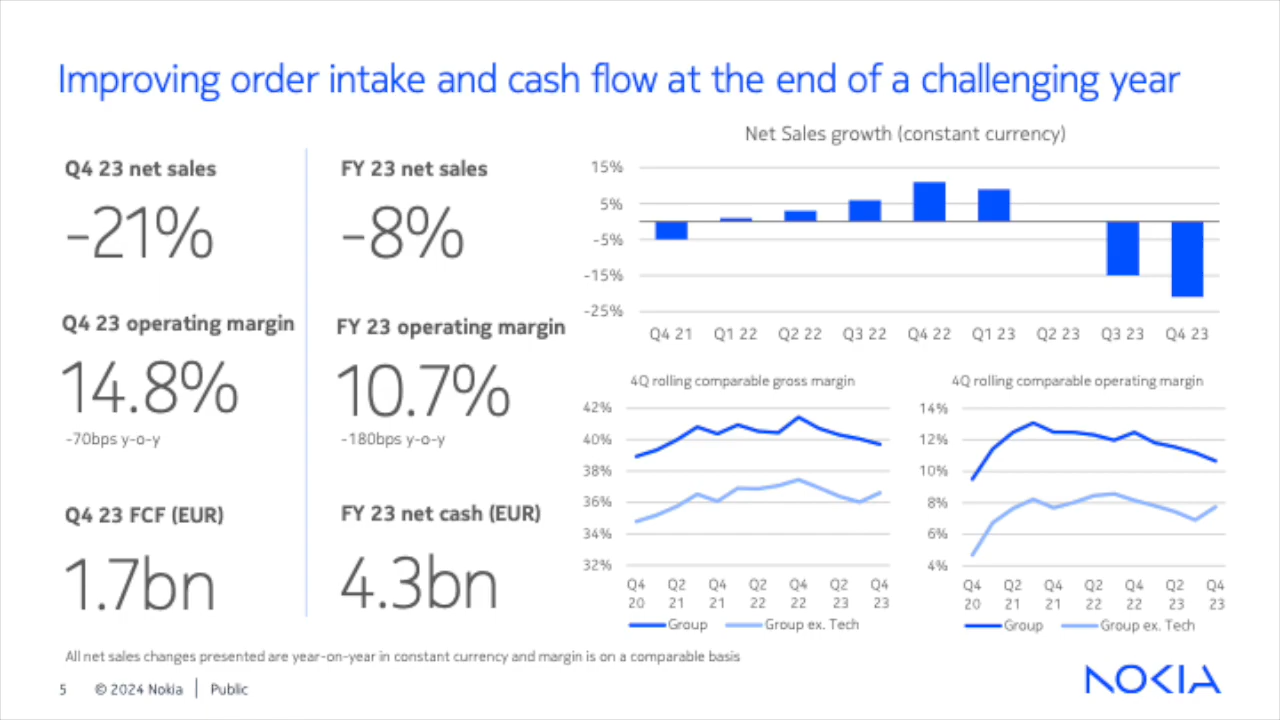 Improving order intake and cash flow at the end of a challenging year
Q4 23 net sales
-21%
FY 23 net sales
-8%
Q4 23 operating margin
14.8%
-70bps y-o-y
FY 23 operating margin
10.7%
-180bps y-o-y
Q4 23 FCF (EUR)
1.7bn
FY 23 net cash (EUR)
4.3bn
Net Sales growth (constant currency)
15%
5%
-5%
-15%
-25%
Q4 21 Q1 22 Q2 22 Q3 22 Q4 22 Q1 23 Q2 23 Q3 23 Q4 23
4Q rolling comparable gross margin
42%
40%
38%
36%
34%
32%
Q4 Q2 Q4 Q2 Q4 Q2 Q4
20 21 21 22 22 23 23
Group Group ex. Tech
4Q rolling comparable operating margin
14%
12%
10%
8%
6%
4%
Q4 Q2 Q4 Q2 Q4 Q2 Q4
20 21 21 22 22 23 23
Group Group ex. Tech
All net sales changes presented are year-on-year in constant currency and margin is on a comparable basis
5 © 2024 Nokia | Public
NOKIA